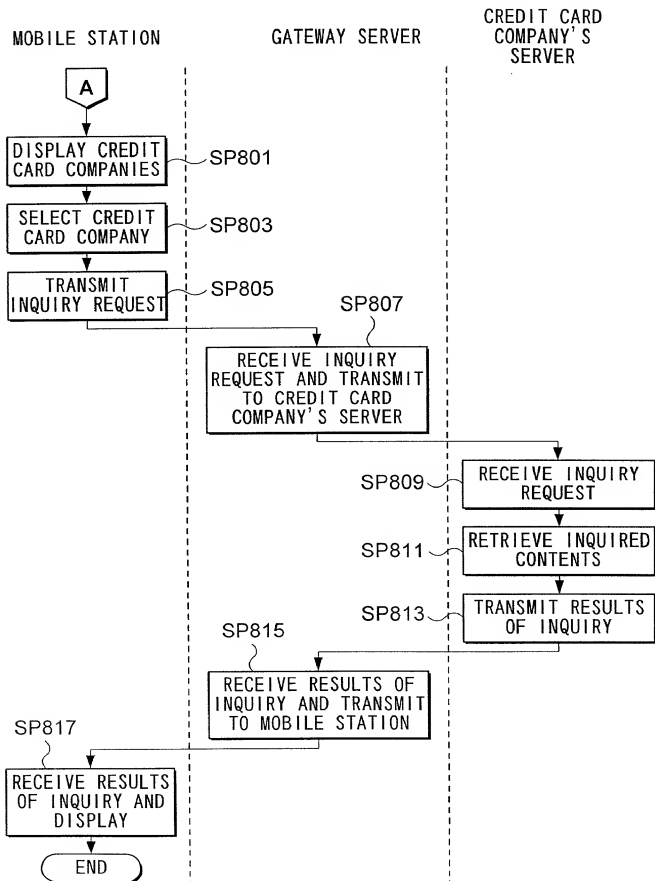 MOBILE STATION
GATEWAY SERVER
CREDIT CARD
COMPANY'S
SERVER
A
DISPLAY CREDIT
CARD COMPANIES
SP801
SELECT CREDIT
CARD COMPANY
SP803
TRANSMIT
INQUIRY REQUEST
SP805
SP807
RECEIVE INQUIRY
REQUEST AND TRANSMIT
TO CREDIT CARD
COMPANY'S SERVER
SP809
RECEIVE INQUIRY
REQUEST
SP811
RETRIEVE INQUIRED
CONTENTS
SP813
TRANSMIT RESULTS
OF INQUIRY
SP815
RECEIVE RESULTS OF
INQUIRY AND TRANSMIT
TO MOBILE STATION
SP817
RECEIVE RESULTS
OF INQUIRY AND
DISPLAY
END